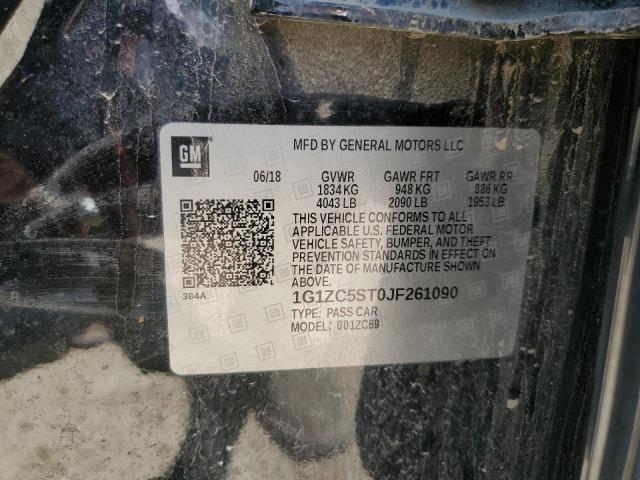 GM
MFD BY GENERAL MOTORS LLC
06/18 GVWR GAWR FRT GAWR RR
1834 KG 948 KG 886 KG
4043 LB 2090 LB 1953 LB
THIS VEHICLE CONFORMS TO ALL
APPLICABLE U.S. FEDERAL MOTOR
VEHICLE SAFETY, BUMPER, AND THEFT
PREVENTION STANDARDS IN EFFECT ON
THE DATE OF MANUFACTURE SHOWN
ABOVE.
384A
1G1ZC5ST0JF261090
TYPE: PASS CAR
MODEL: 001ZC69